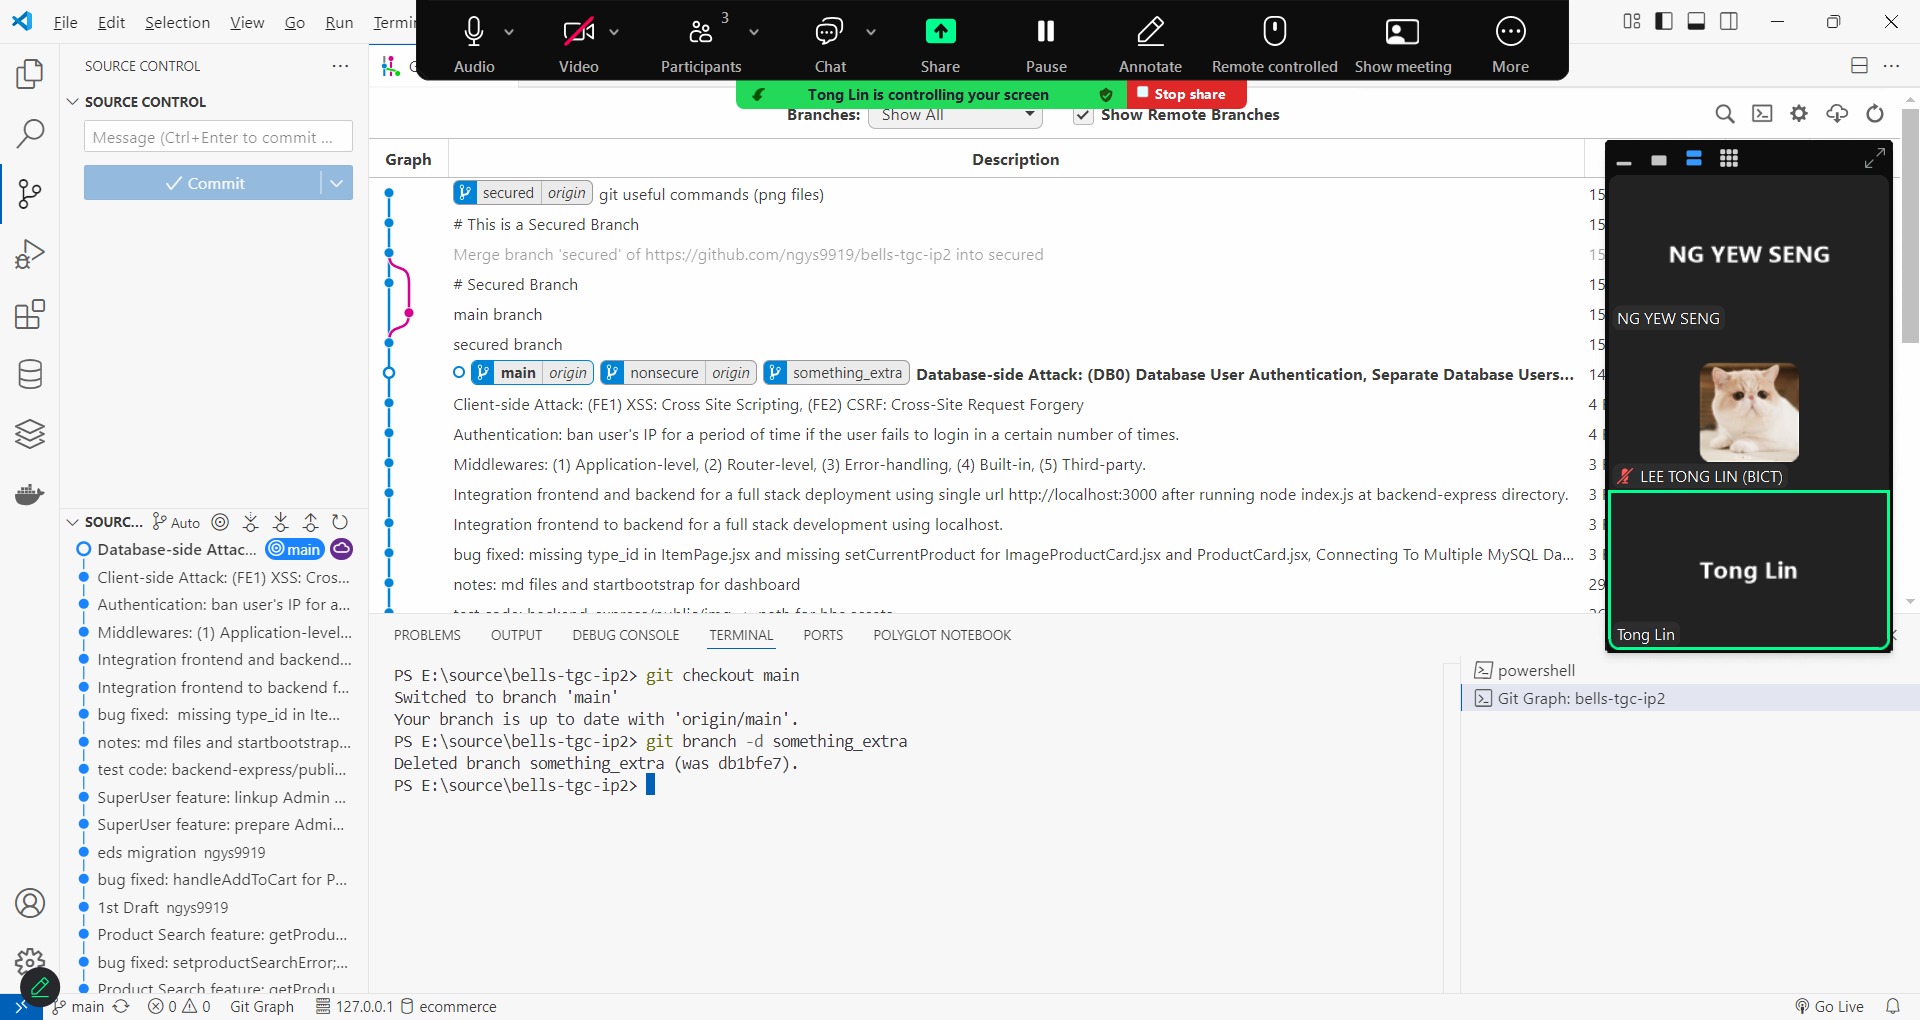 File Edit Selection View Go Run
Audio
Video
3
Participants
Chat
Share
Pause
Annotate
Remote controlled
Show meeting
More
Tong Lin is controlling your screen
Stop share
SOURCE CONTROL
SOURCE CONTROL
Message (Ctrl+Enter to commit ...
Commit
Branches: Show All Show Remote Branches
Graph Description
secured origin git useful commands (png files) 15
# This is a Secured Branch 15
Merge branch 'secured' of https://github.com/ngys9919/bells-tgc-ip2 into secured 15
# Secured Branch 15
main branch 15
secured branch 15
main origin nonsecure origin something_extra Database-side Attack: (DB0) Database User Authentication, Separate Database Users... 14
Client-side Attack: (FE1) XSS: Cross Site Scripting, (FE2) CSRF: Cross-Site Request Forgery 4
Authentication: ban user's IP for a period of time if the user fails to login in a certain number of times. 4
Middlewares: (1) Application-level, (2) Router-level, (3) Error-handling, (4) Built-in, (5) Third-party. 3
Integration frontend and backend for a full stack deployment using single url http://localhost:3000 after running node index.js at backend-express directory. 3
Integration frontend to backend for a full stack development using localhost. 3
bug fixed: missing type_id in ItemPage.jsx and missing setCurrentProduct for ImageProductCard.jsx and ProductCard.jsx, Connecting To Multiple MySQL Da... 3
notes: md files and startbootstrap for dashboard 29
NG YEW SENG
NG YEW SENG
LEE TONG LIN (BICT)
Tong Lin
Tong Lin
SOURC... Auto
Database-side Attac... main
Client-side Attack: (FE1) XSS: Cros...
Authentication: ban user's IP for a...
Middlewares: (1) Application-level...
Integration frontend and backend...
Integration frontend to backend f...
bug fixed: missing type_id in Ite...
notes: md files and startbootstrap...
test code: backend-express/publi...
SuperUser feature: linkup Admin ...
SuperUser feature: prepare Admi...
eds migration ngys9919
bug fixed: handleAddToCart for P...
1st Draft ngys9919
Product Search feature: getProdu...
bug fixed: setproductSearchError;...
Product Search feature: getProdu
PROBLEMS OUTPUT DEBUG CONSOLE TERMINAL PORTS POLYGLOT NOTEBOOK
PS E:\source\bells-tgc-ip2> git checkout main
Switched to branch 'main'
Your branch is up to date with 'origin/main'.
PS E:\source\bells-tgc-ip2> git branch -d something_extra
Deleted branch something_extra (was db1bfe7).
PS E:\source\bells-tgc-ip2>
powershell
Git Graph: bells-tgc-ip2
main 0 0 Git Graph 127.0.0.1 ecommerce Go Live